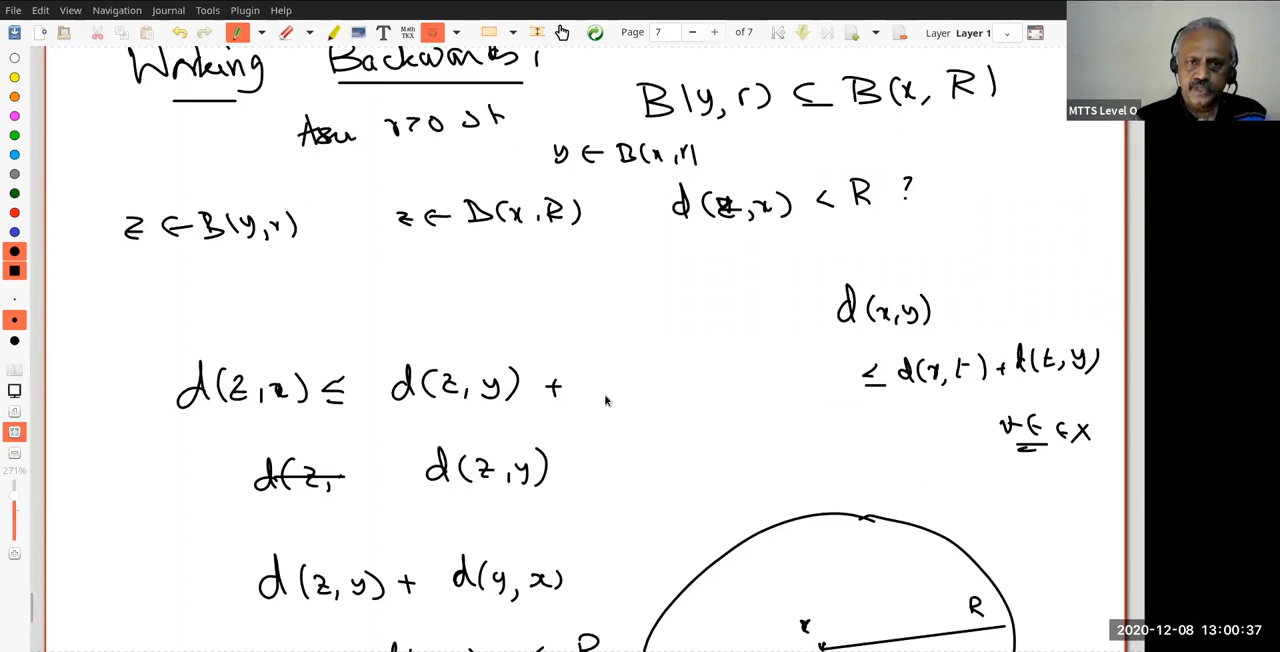 File Edit View Navigation Journal Tools Plugin Help
Page 7 of 7 Layer Layer 1
MTTS Level O
Working Backwards!
B(y, r) ⊆ B(x, R)
r>0
y ∈ B(x, r)
z ∈ B(y, r) z ∈ B(x, R) d(z, x) < R ?
d(x, y)
≤ d(x, t) + d(t, y)
∀ t ∈ X
d(z, x) ≤ d(z, y) +
d(z, d(z, y)
d(z, y) + d(y, x)
R
x
271%
2020-12-08 13:00:37